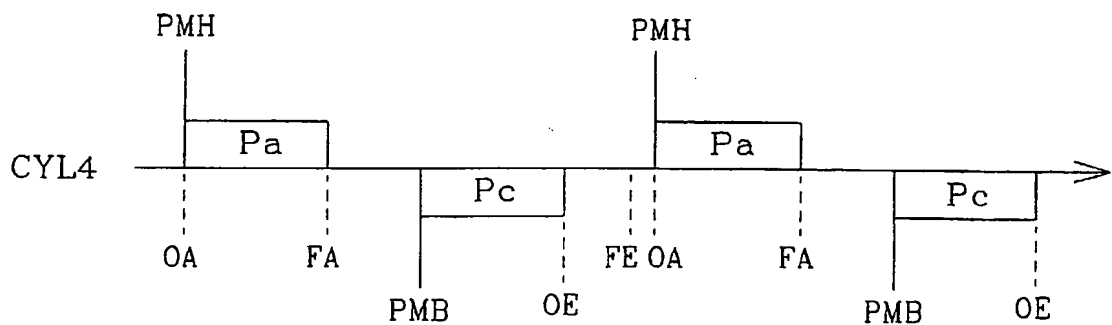 PMH PMH
Pa Pa
CYL4
Pc Pc
OA FA FE OA FA
PMB OE PMB OE